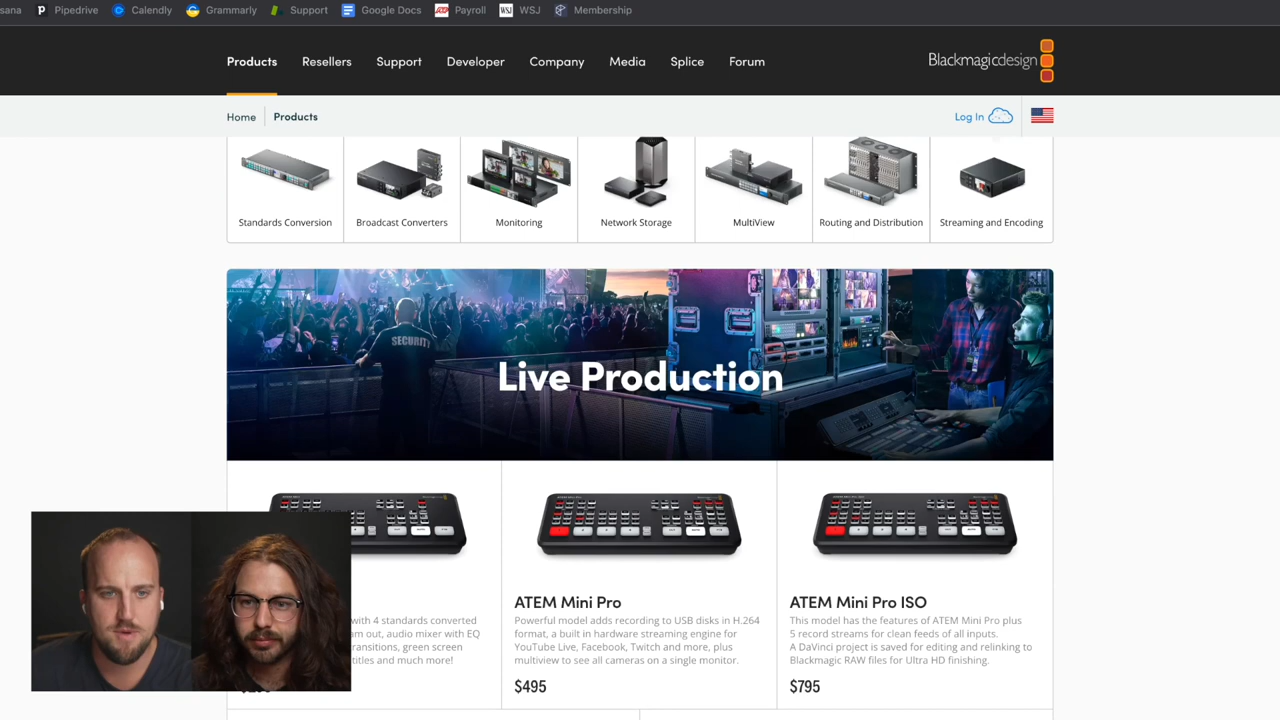 sana Pipedrive Calendly Grammarly Support Google Docs Payroll WSJ WSJ Membership
Products Resellers Support Developer Company Media Splice Forum Blackmagicdesign
Home Products Log In
Standards Conversion Broadcast Converters Monitoring Network Storage MultiView Routing and Distribution Streaming and Encoding
SECURITY
Live Production
ATEM Mini Pro
ATEM Mini Pro ISO
with 4 standards converted
am out, audio mixer with EQ
ransitions, green screen
titles and much more!
Powerful model adds recording to USB disks in H.264
format, a built in hardware streaming engine for
YouTube Live, Facebook, Twitch and more, plus
multiview to see all cameras on a single monitor.
$495
This model has the features of ATEM Mini Pro plus
5 record streams for clean feeds of all inputs.
A DaVinci project is saved for editing and relinking to
Blackmagic RAW files for Ultra HD finishing.
$795